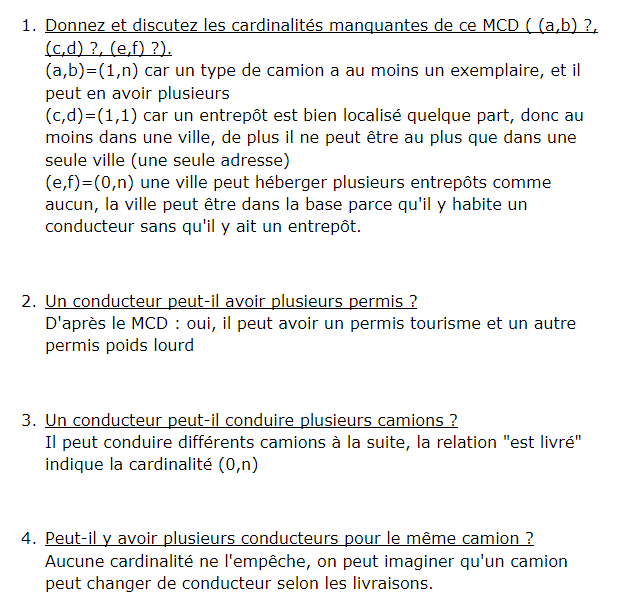 1. Donnez et discutez les cardinalités manquantes de ce MCD ( (a,b) ?,
(c,d) ?, (e,f) ?).
(a,b)=(1,n) car un type de camion a au moins un exemplaire, et il
peut en avoir plusieurs
(c,d)=(1,1) car un entrepôt est bien localisé quelque part, donc au
moins dans une ville, de plus il ne peut être au plus que dans une
seule ville (une seule adresse)
(e,f)=(0,n) une ville peut héberger plusieurs entrepôts comme
aucun, la ville peut être dans la base parce qu'il y habite un
conducteur sans qu'il y ait un entrepôt.
2. Un conducteur peut-il avoir plusieurs permis ?
D'après le MCD : oui, il peut avoir un permis tourisme et un autre
permis poids lourd
3. Un conducteur peut-il conduire plusieurs camions ?
Il peut conduire différents camions à la suite, la relation "est livré"
indique la cardinalité (0,n)
4. Peut-il y avoir plusieurs conducteurs pour le même camion ?
Aucune cardinalité ne l'empêche, on peut imaginer qu'un camion
peut changer de conducteur selon les livraisons.